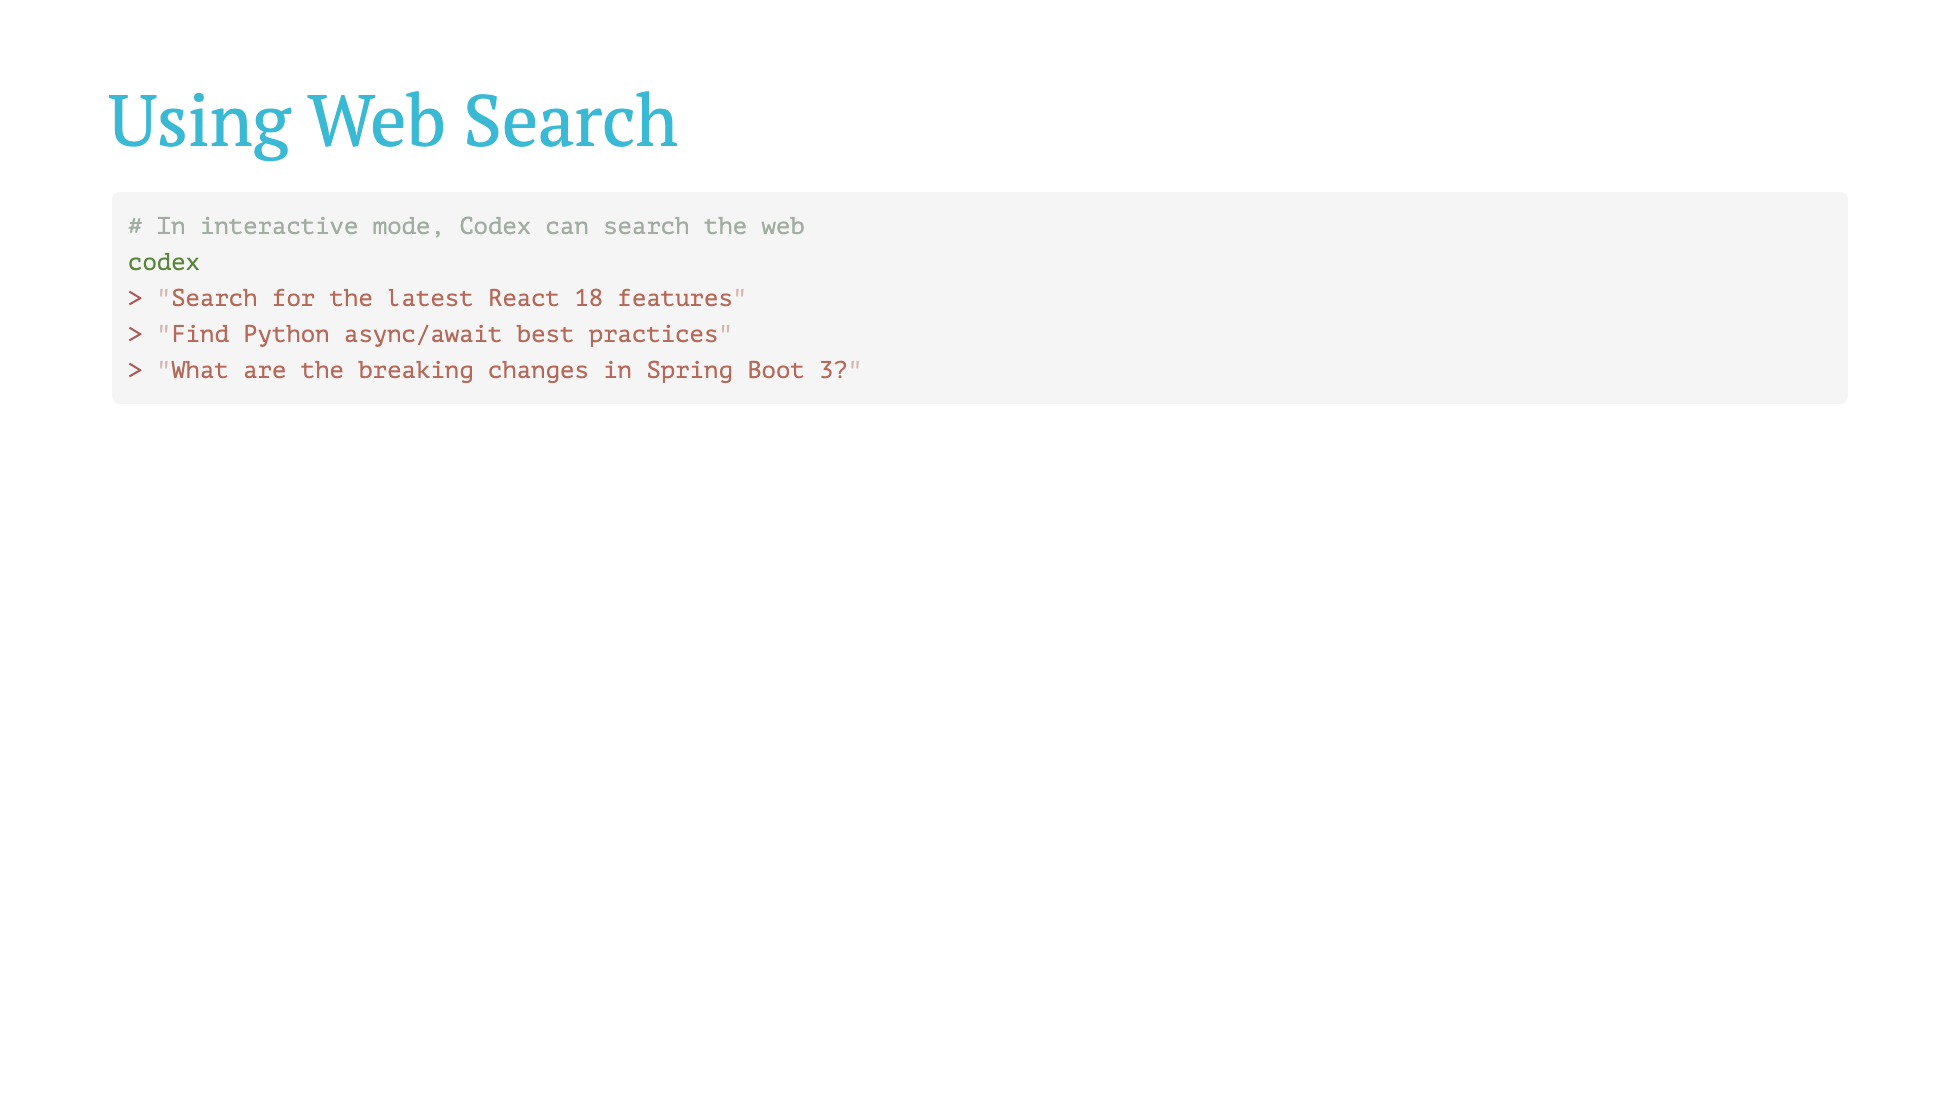 Using Web Search
# In interactive mode, Codex can search the web
codex
> "Search for the latest React 18 features"
> "Find Python async/await best practices"
> "What are the breaking changes in Spring Boot 3?"